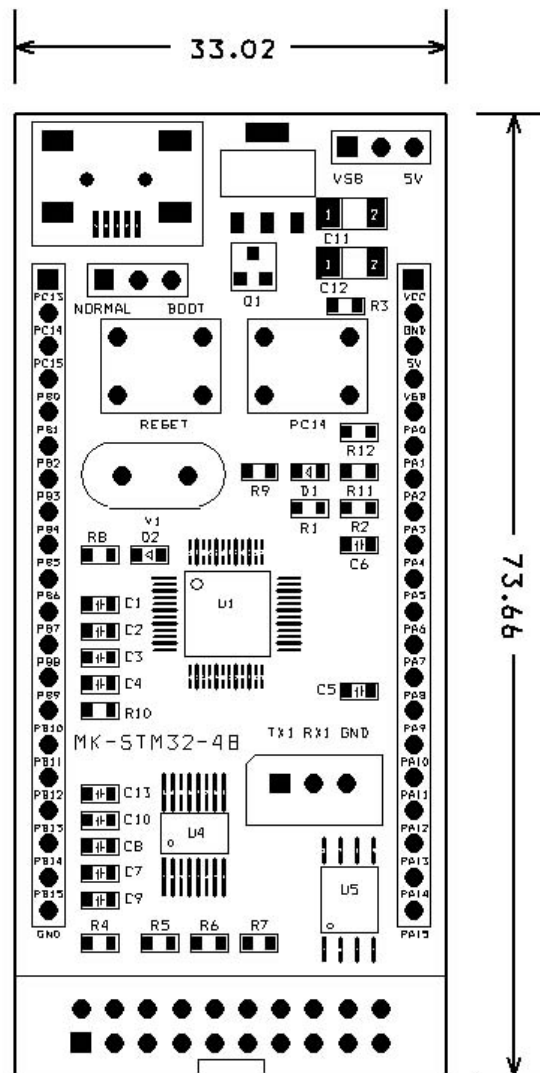 33.02
VSB 5V
1 2
C11
1 2
C12
Q1
R3
NORMAL BOOT
PC13
PC14
PC15
PB0
PB1
PB2
PB3
PB4
PB5
PB6
PB7
PB8
PB9
PB10
PB11
PB12
PB13
PB14
PB15
GND
VCC
GND
5V
VSB
PA0
PA1
PA2
PA3
PA4
PA5
PA6
PA7
PA8
PA9
PA10
PA11
PA12
PA13
PA14
PA15
RESET
PC14
R12
R9 D1 R11
Y1
R1 R2
R8 D2
C6
U1
C1
C2
C3
C4
C5
R10
MK-STM32-48
TX1 RX1 GND
C13
C10
C8
C7
C9
U4
U5
R4 R5 R6 R7
73.66